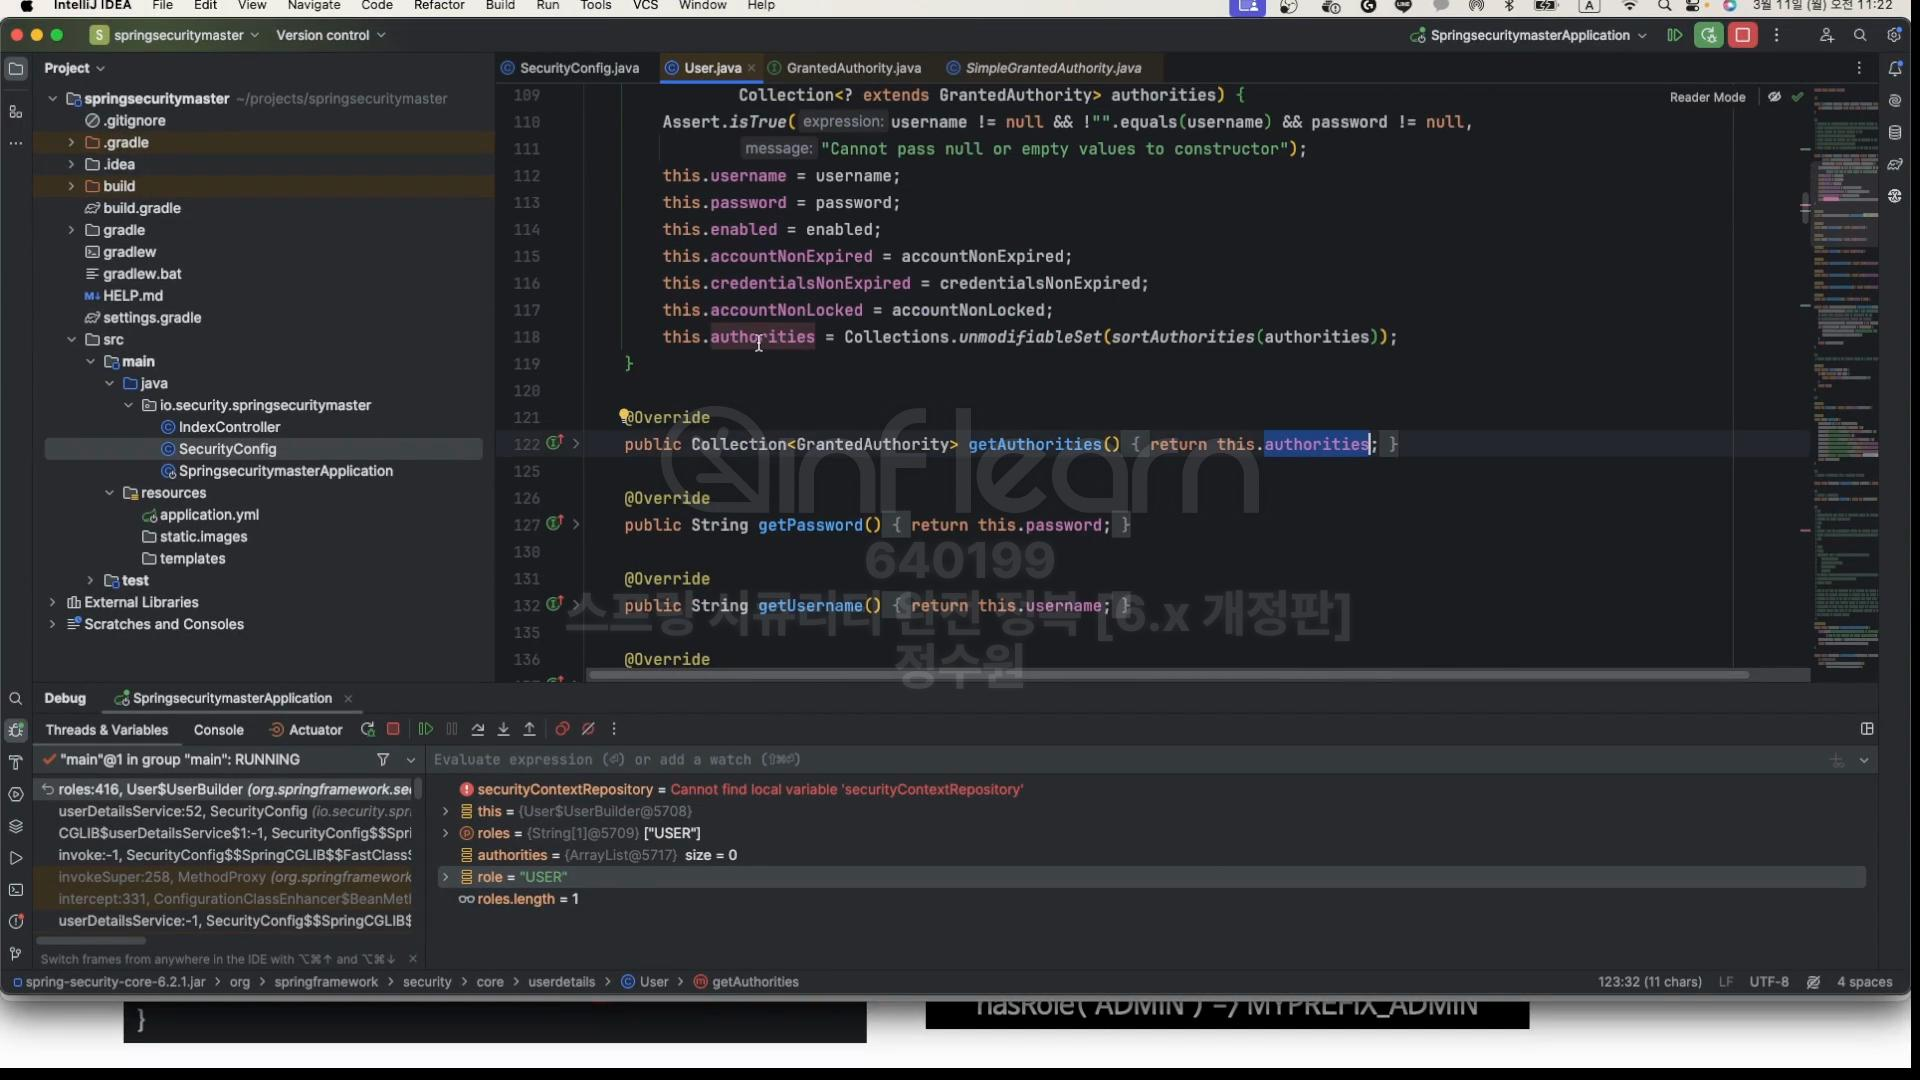 IntelliJ IDEA File Edit View Navigate Code Refactor Build Run Tools VCS Window Help
3월 11일 (월) 오전 11:22
S springsecuritymaster Version control
SpringsecuritymasterApplication
Project
SecurityConfig.java User.java GrantedAuthority.java SimpleGrantedAuthority.java
springsecuritymaster ~/projects/springsecuritymaster
.gitignore
.gradle
.idea
build
build.gradle
gradle
gradlew
gradlew.bat
HELP.md
settings.gradle
src
main
java
io.security.springsecuritymaster
IndexController
SecurityConfig
SpringsecuritymasterApplication
resources
application.yml
static.images
templates
test
External Libraries
Scratches and Consoles
Reader Mode
109 Collection<? extends GrantedAuthority> authorities) {
110 Assert.isTrue( expression: username != null && !"".equals(username) && password != null,
111 message: "Cannot pass null or empty values to constructor");
112 this.username = username;
113 this.password = password;
114 this.enabled = enabled;
115 this.accountNonExpired = accountNonExpired;
116 this.credentialsNonExpired = credentialsNonExpired;
117 this.accountNonLocked = accountNonLocked;
118 this.authorities = Collections.unmodifiableSet(sortAuthorities(authorities));
119 }
120
121 @Override
122 public Collection<GrantedAuthority> getAuthorities() { return this.authorities; }
125
126 @Override
127 public String getPassword() { return this.password; }
130
131 @Override
132 public String getUsername() { return this.username; }
135
136 @Override
inflearn
640199
스프링 시큐리티 완전 정복 [6.x 개정판]
정수원
Debug SpringsecuritymasterApplication
Threads & Variables Console Actuator
"main"@1 in group "main": RUNNING
Evaluate expression (⏎) or add a watch (⇧⌘⏎)
roles:416, User$UserBuilder (org.springframework.sec
userDetailsService:52, SecurityConfig (io.security.spri
CGLIB$userDetailsService$1:-1, SecurityConfig$$Spri
invoke:-1, SecurityConfig$$SpringCGLIB$$FastClass$
invokeSuper:258, MethodProxy (org.springframework
intercept:331, ConfigurationClassEnhancer$BeanMeth
userDetailsService:-1, SecurityConfig$$SpringCGLIB$
Switch frames from anywhere in the IDE with ⌥⌘↑ and ⌥⌘↓
securityContextRepository = Cannot find local variable 'securityContextRepository'
this = {User$UserBuilder@5708}
roles = {String[1]@5709} ["USER"]
authorities = {ArrayList@5717} size = 0
role = "USER"
roles.length = 1
spring-security-core-6.2.1.jar > org > springframework > security > core > userdetails > User > getAuthorities
123:32 (11 chars) LF UTF-8 4 spaces
}
hasRole("ADMIN") => MYPREFIX_ADMIN